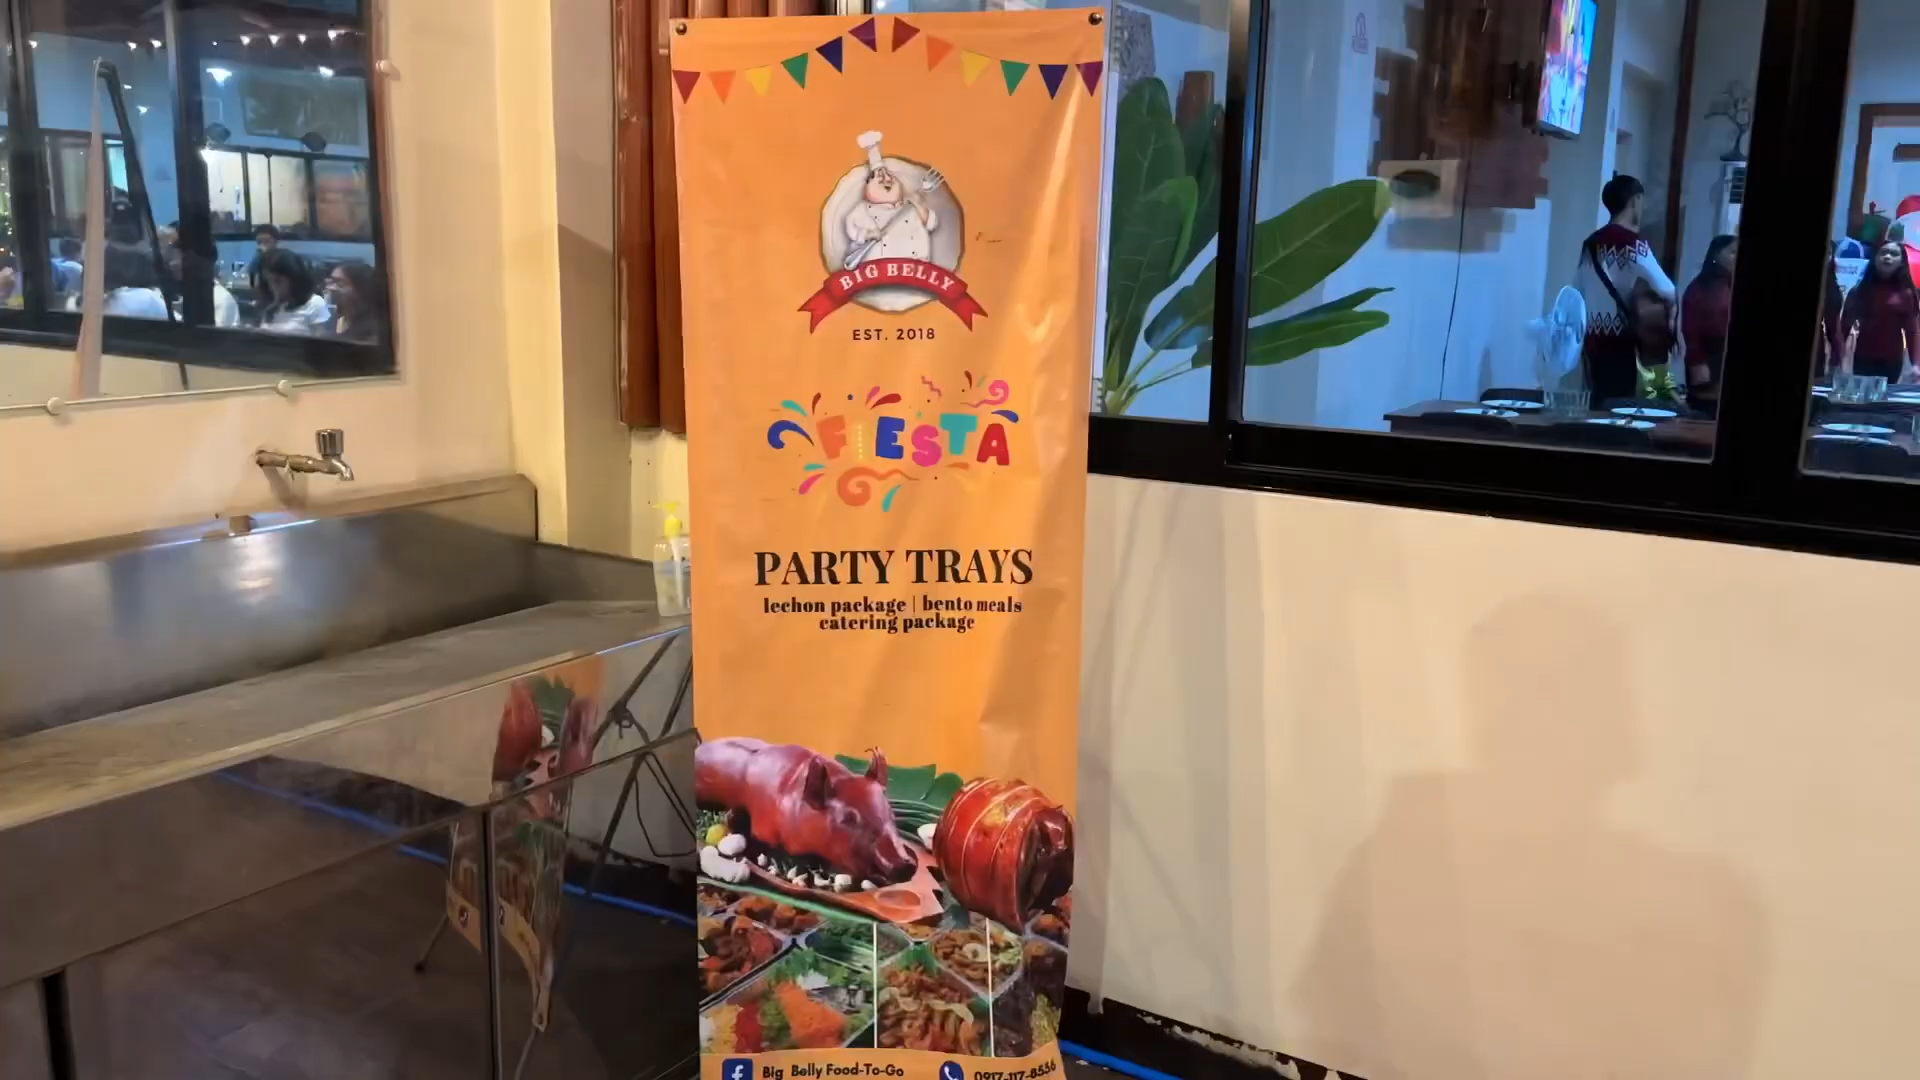 BIG BELLY
EST. 2018
FIESTA
PARTY TRAYS
lechon package | bento meals
catering package
Big Belly Food-To-Go
0917-117-8556